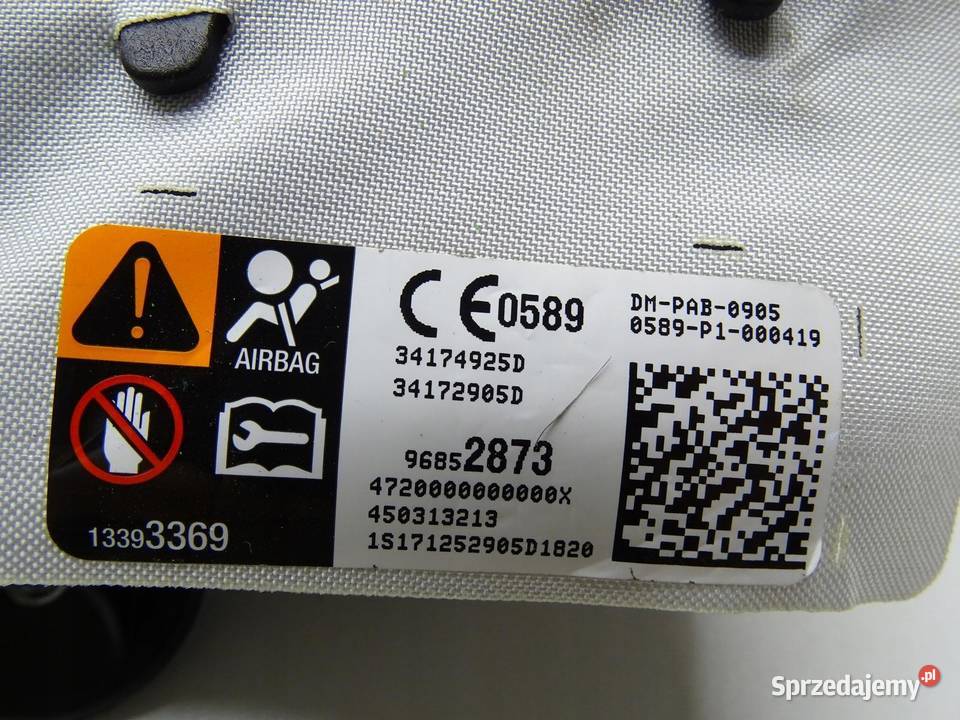 AIRBAG
13393369
CE0589
34174925D
34172905D
96852873
4720000000000X
450313213
1S171252905D1820
DM-PAB-0905
0589-P1-000419
Sprzedajemy.pl